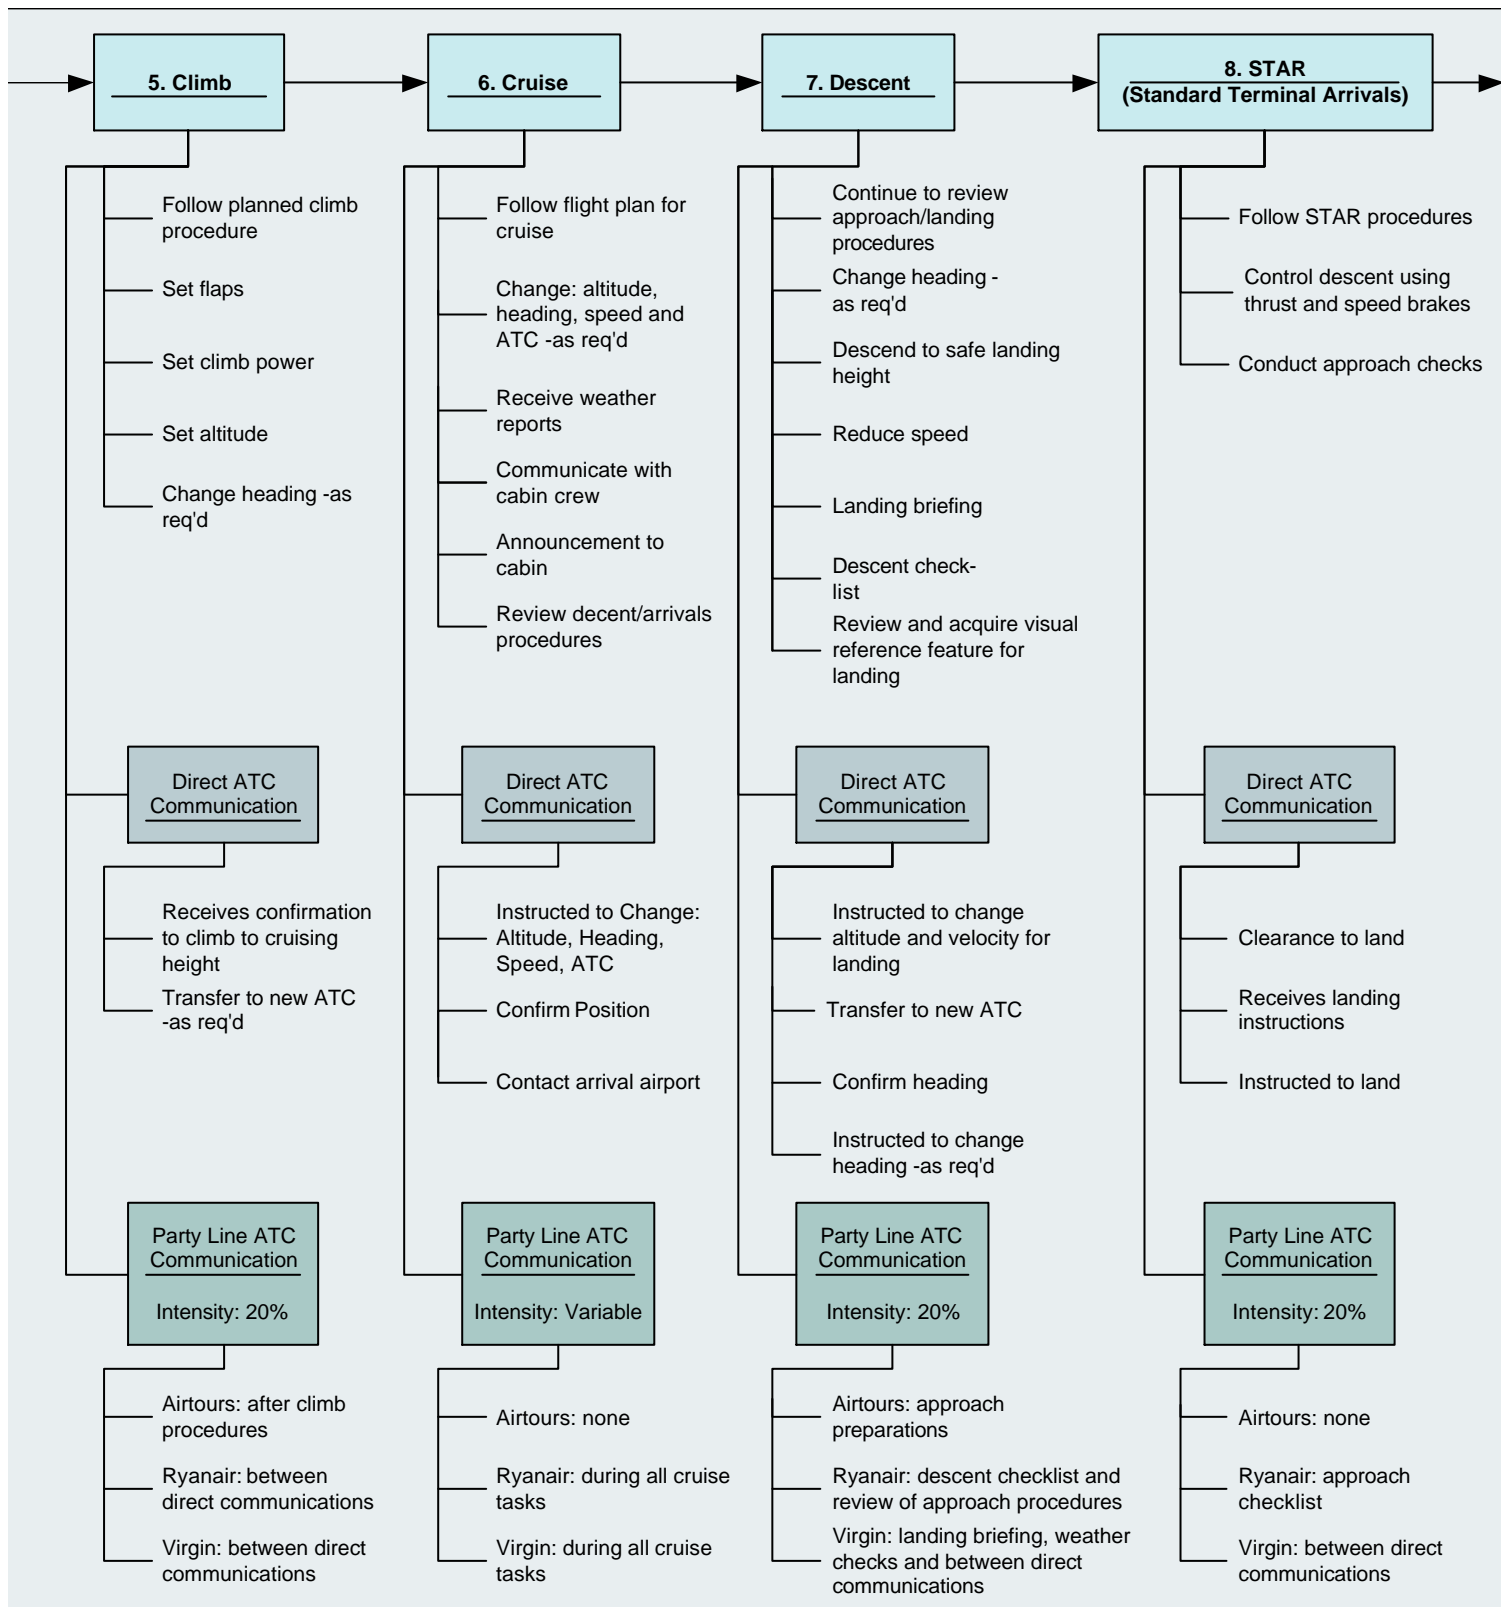 5. Climb
Follow planned climb
procedure
Set flaps
Set climb power
Set altitude
Change heading -as
req'd
Direct ATC
Communication
Receives confirmation
to climb to cruising
height
Transfer to new ATC
-as req'd
Party Line ATC
Communication
Intensity: 20%
Airtours: after climb
procedures
Ryanair: between
direct communications
Virgin: between direct
communications
6. Cruise
Follow flight plan for
cruise
Change: altitude,
heading, speed and
ATC -as req'd
Receive weather
reports
Communicate with
cabin crew
Announcement to
cabin
Review decent/arrivals
procedures
Direct ATC
Communication
Instructed to Change:
Altitude, Heading,
Speed, ATC
Confirm Position
Contact arrival airport
Party Line ATC
Communication
Intensity: Variable
Airtours: none
Ryanair: during all cruise
tasks
Virgin: during all cruise
tasks
7. Descent
Continue to review
approach/landing
procedures
Change heading -
as req'd
Descend to safe landing
height
Reduce speed
Landing briefing
Descent check-
list
Review and acquire visual
reference feature for
landing
Direct ATC
Communication
Instructed to change
altitude and velocity for
landing
Transfer to new ATC
Confirm heading
Instructed to change
heading -as req'd
Party Line ATC
Communication
Intensity: 20%
Airtours: approach
preparations
Ryanair: descent checklist and
review of approach procedures
Virgin: landing briefing, weather
checks and between direct
communications
8. STAR
(Standard Terminal Arrivals)
Follow STAR procedures
Control descent using
thrust and speed brakes
Conduct approach checks
Direct ATC
Communication
Clearance to land
Receives landing
instructions
Instructed to land
Party Line ATC
Communication
Intensity: 20%
Airtours: none
Ryanair: approach
checklist
Virgin: between direct
communications